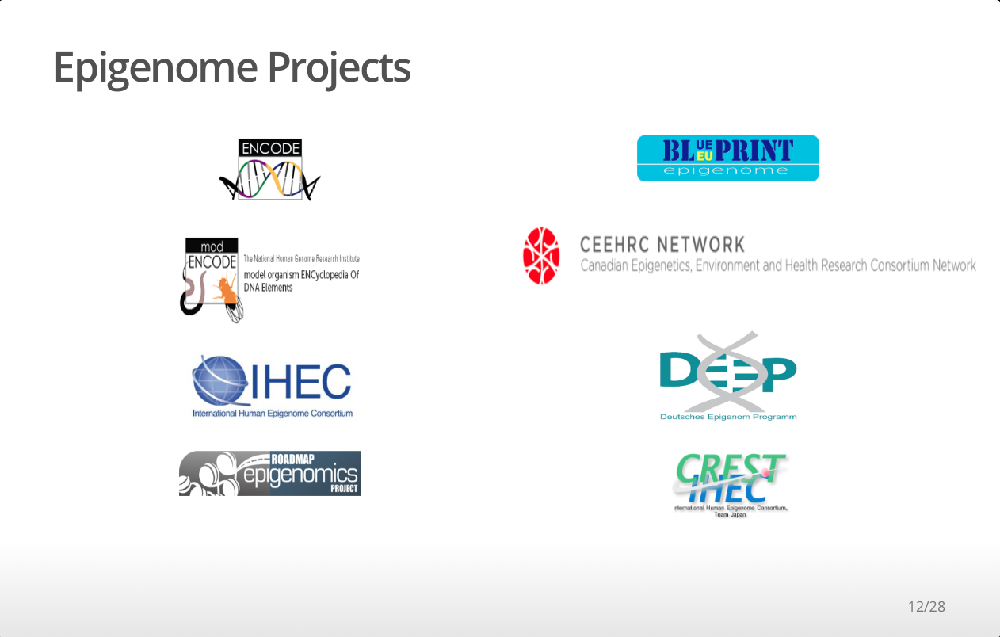 Epigenome Projects
ENCODE
mod
ENCODE
The National Human Genome Research Institute
model organism ENCyclopedia Of
DNA Elements
IHEC
International Human Epigenome Consortium
ROADMAP
epigenomics
PROJECT
BLUEEUPRINT
epigenome
CEEHRC NETWORK
Canadian Epigenetics, Environment and Health Research Consortium Network
DEEP
Deutsches Epigenom Programm
CREST
IHEC
International Human Epigenome Consortium,
Team Japan
12/28